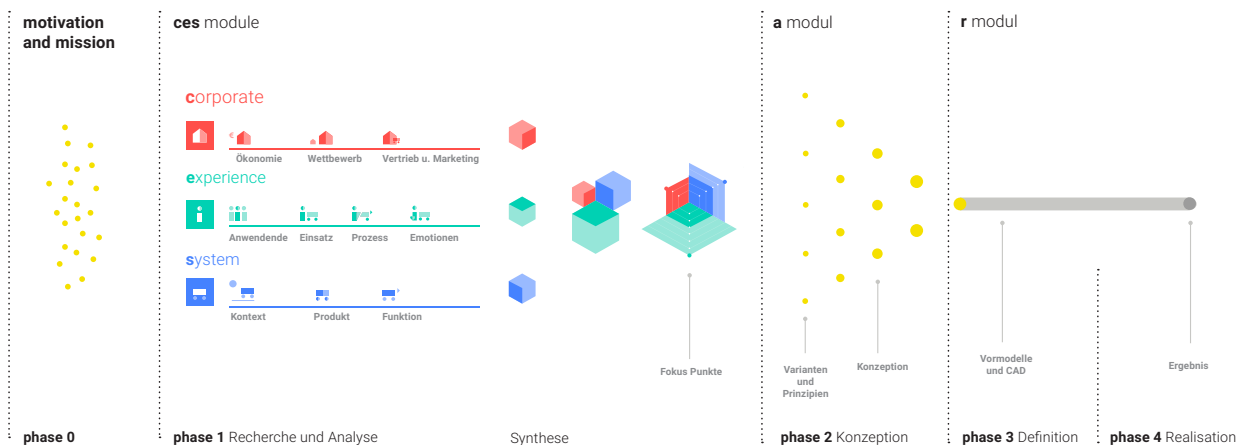 motivation
and mission
ces module
a modul
r modul
corporate
Ökonomie
Wettbewerb
Vertrieb u. Marketing
experience
Anwendende
Einsatz
Prozess
Emotionen
system
Kontext
Produkt
Funktion
Fokus Punkte
Varianten
und
Prinzipien
Konzeption
Vormodelle
und CAD
Ergebnis
phase 0
phase 1 Recherche und Analyse
Synthese
phase 2 Konzeption
phase 3 Definition
phase 4 Realisation